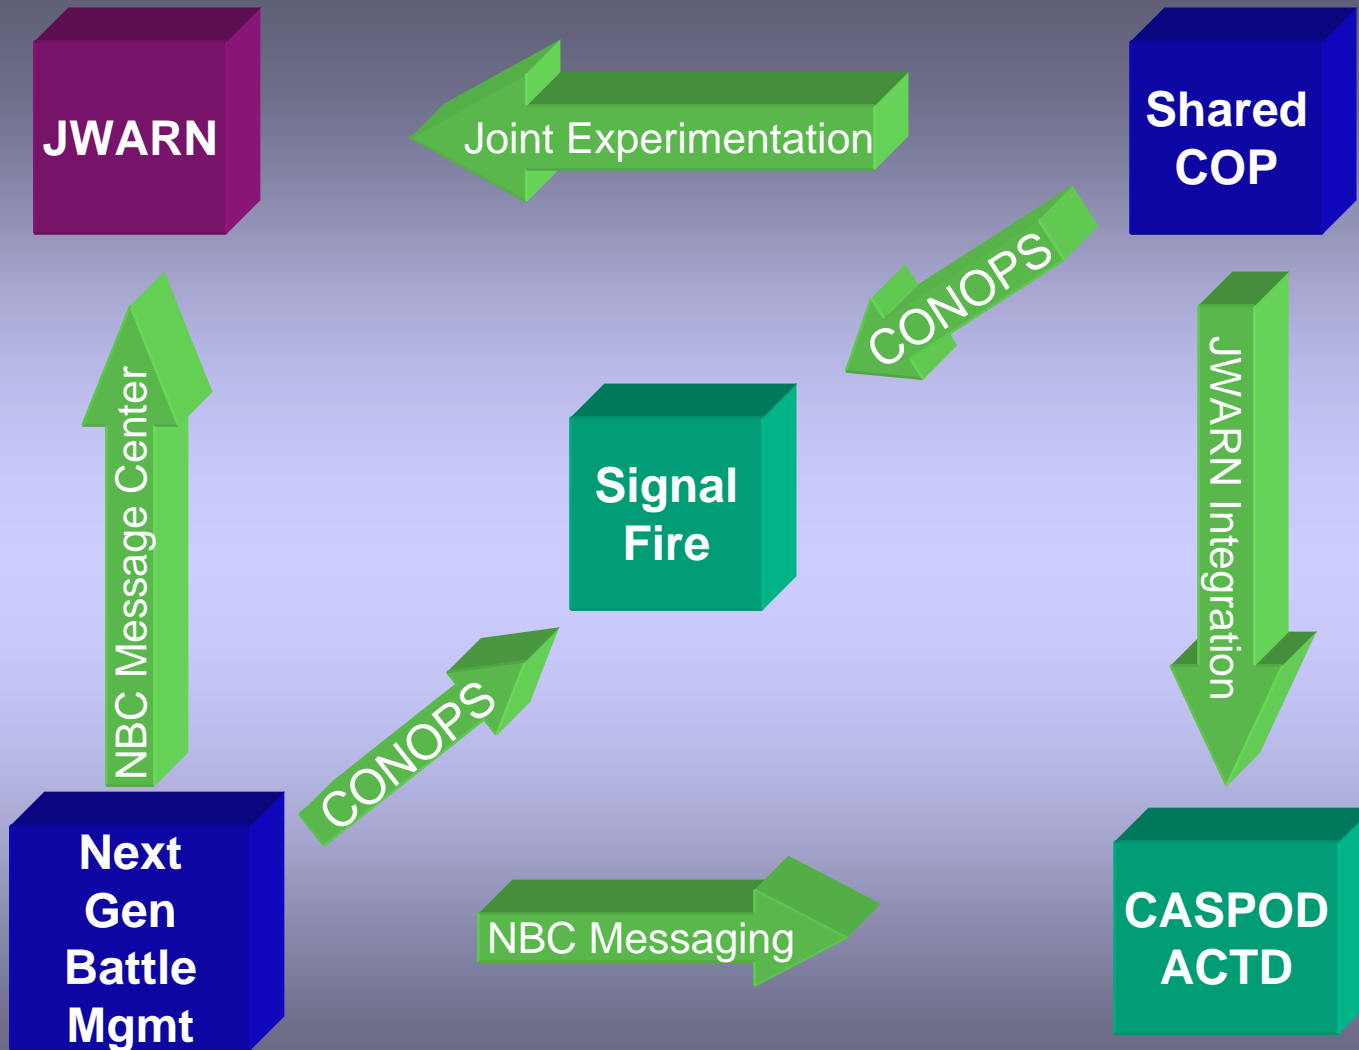 JWARN
Joint Experimentation
Shared
COP
CONOPS
NBC Message Center
JWARN Integration
Signal
Fire
CONOPS
Next
Gen
Battle
Mgmt
NBC Messaging
CASPOD
ACTD